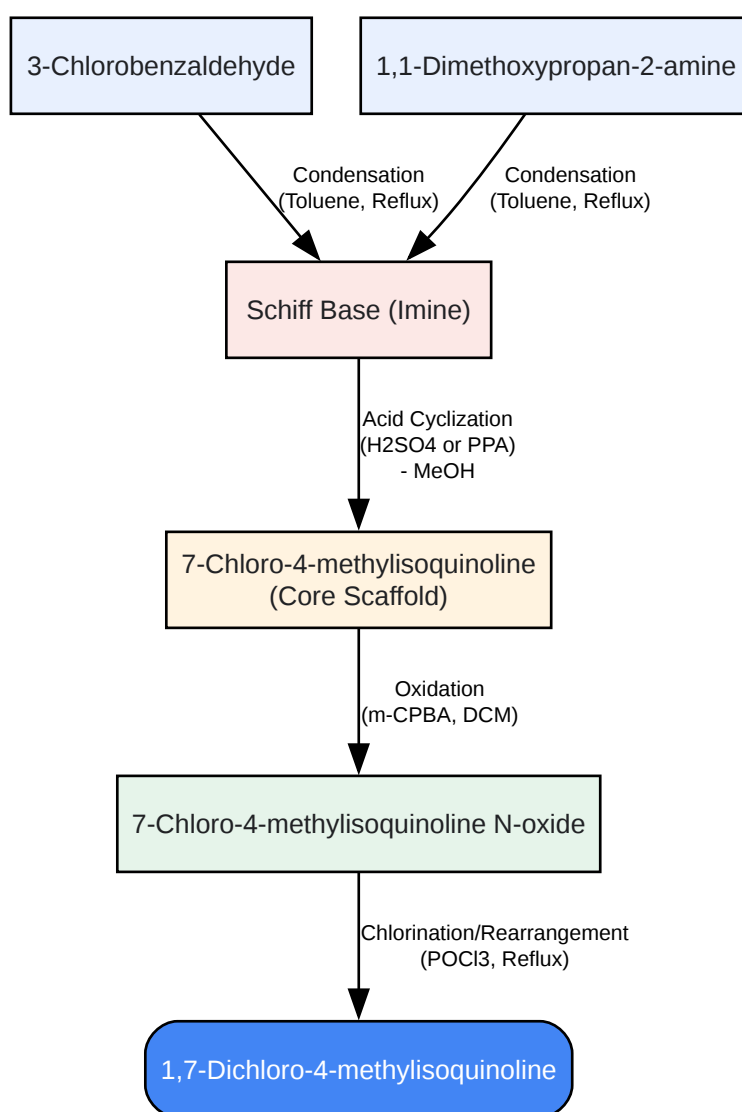 3-Chlorobenzaldehyde
1,1-Dimethoxypropan-2-amine
Condensation
(Toluene, Reflux)
Condensation
(Toluene, Reflux)
Schiff Base (Imine)
Acid Cyclization
(H2SO4 or PPA)
- MeOH
7-Chloro-4-methylisoquinoline
(Core Scaffold)
Oxidation
(m-CPBA, DCM)
7-Chloro-4-methylisoquinoline N-oxide
Chlorination/Rearrangement
(POCl3, Reflux)
1,7-Dichloro-4-methylisoquinoline